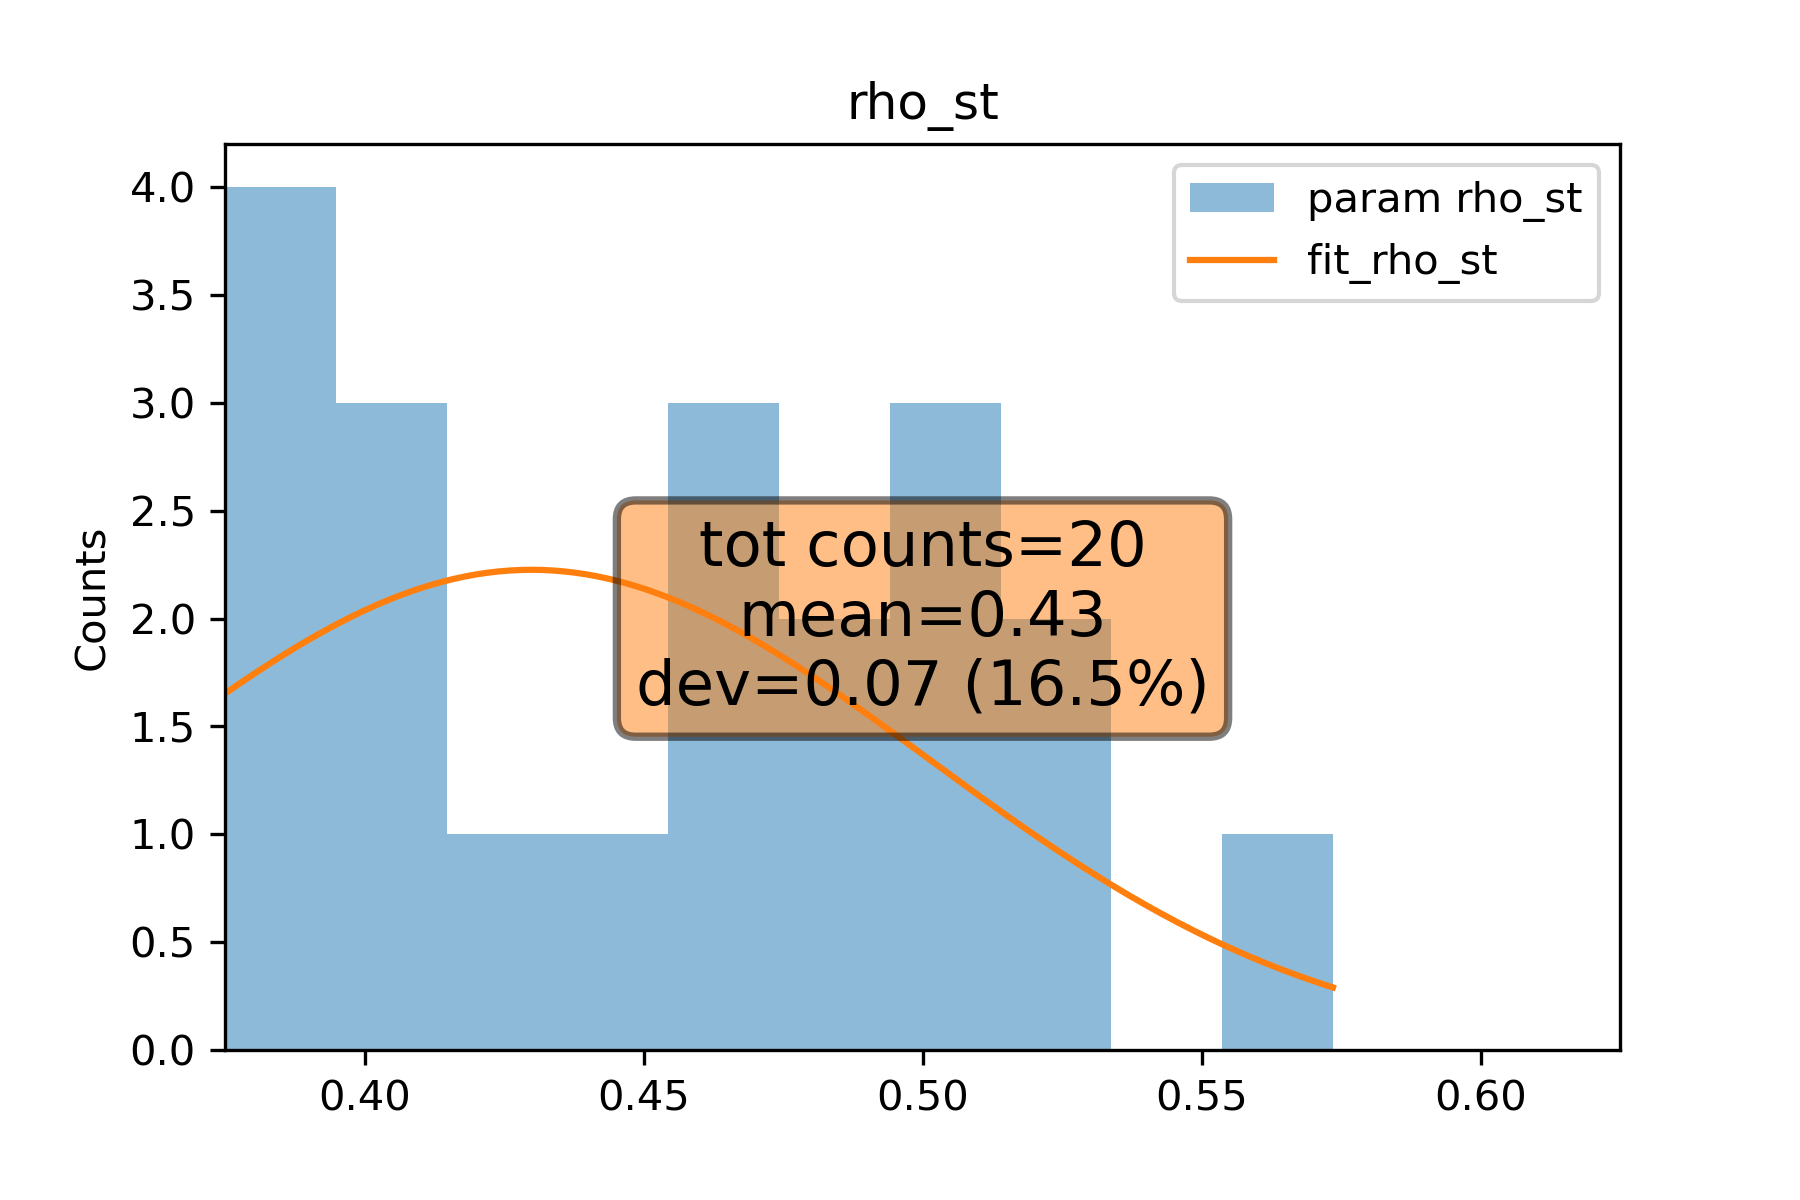 rho_st
4.0
3.5
3.0
2.5
2.0
1.5
1.0
0.5
0.0
Counts
param rho_st
fit_rho_st
tot counts=20
mean=0.43
dev=0.07 (16.5%)
0.40 0.45 0.50 0.55 0.60